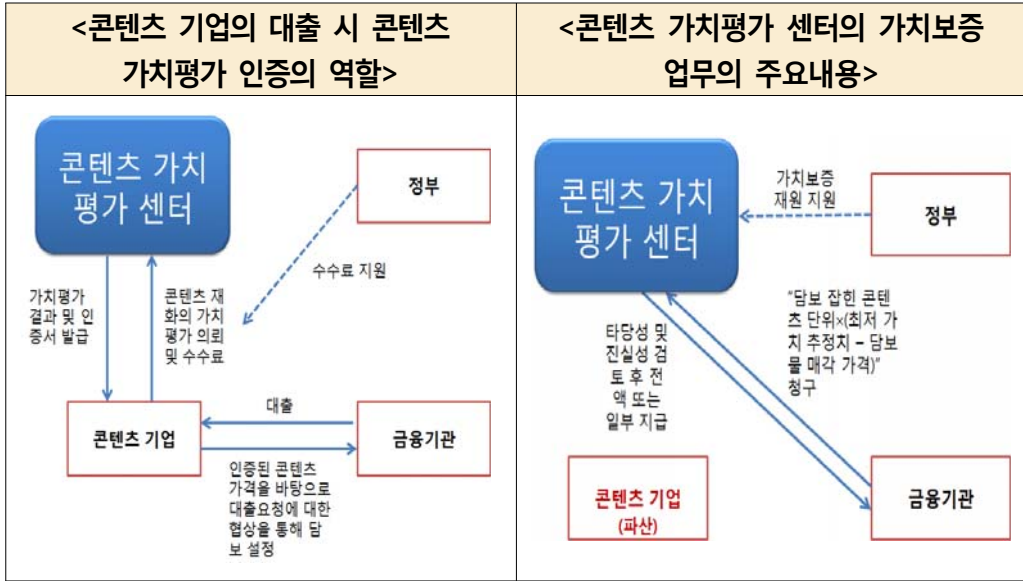 <콘텐츠 기업의 대출 시 콘텐츠
가치평가 인증의 역할>
콘텐츠 가치
평가 센터
정부
수수료 지원
가치평가
결과 및 인
증서 발급
콘텐츠 재
화의 가치
평가 의뢰
및 수수료
대출
콘텐츠 기업
금융기관
인증된 콘텐츠
가격을 바탕으로
대출요청에 대한
협상을 통해 담
보 설정
<콘텐츠 가치평가 센터의 가치보증
업무의 주요내용>
콘텐츠 가치
평가 센터
가치보증
재원 지원
정부
"담보 잡힌 콘텐
츠 단위×(최저 가
치 추정치 – 담보
물 매각 가격)"
청구
타당성 및
진실성 검
토 후 전
액 또는
일부 지급
콘텐츠 기업
(파산)
금융기관